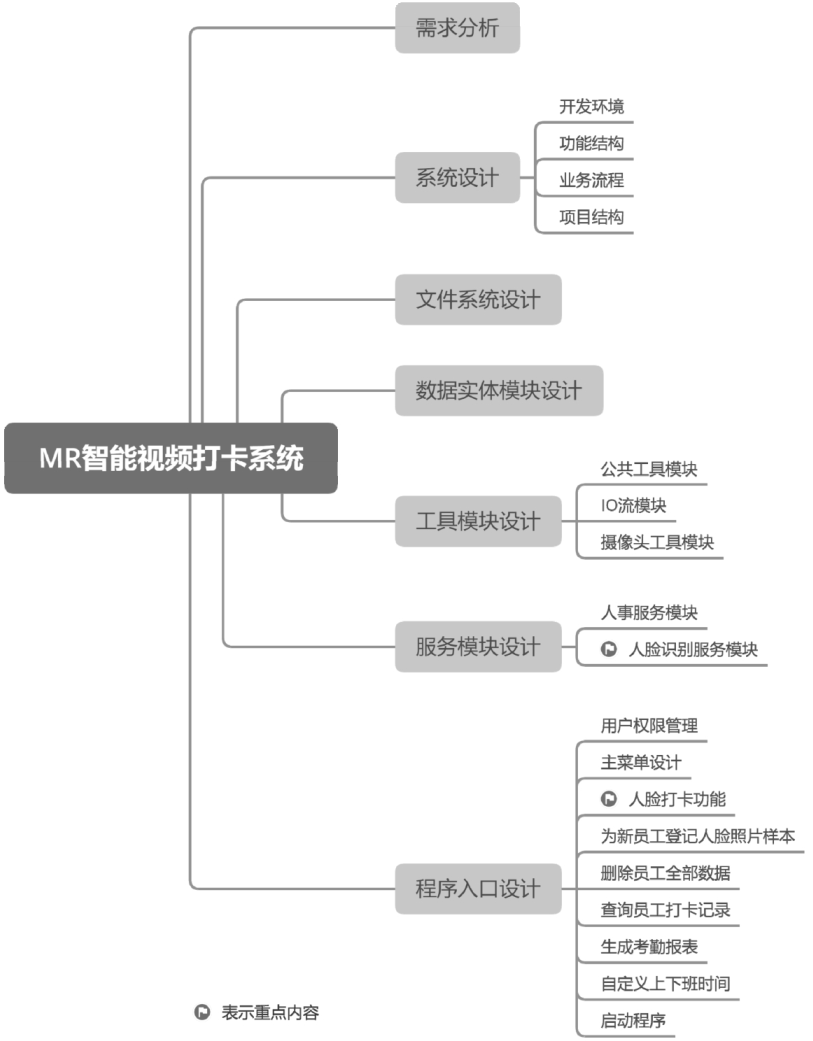 需求分析
系统设计
开发环境
功能结构
业务流程
项目结构
文件系统设计
数据实体模块设计
MR智能视频打卡系统
工具模块设计
公共工具模块
IO流模块
摄像头工具模块
服务模块设计
人事服务模块
人脸识别服务模块
程序入口设计
用户权限管理
主菜单设计
人脸打卡功能
为新员工登记人脸照片样本
删除员工全部数据
查询员工打卡记录
生成考勤报表
自定义上下班时间
启动程序
表示重点内容